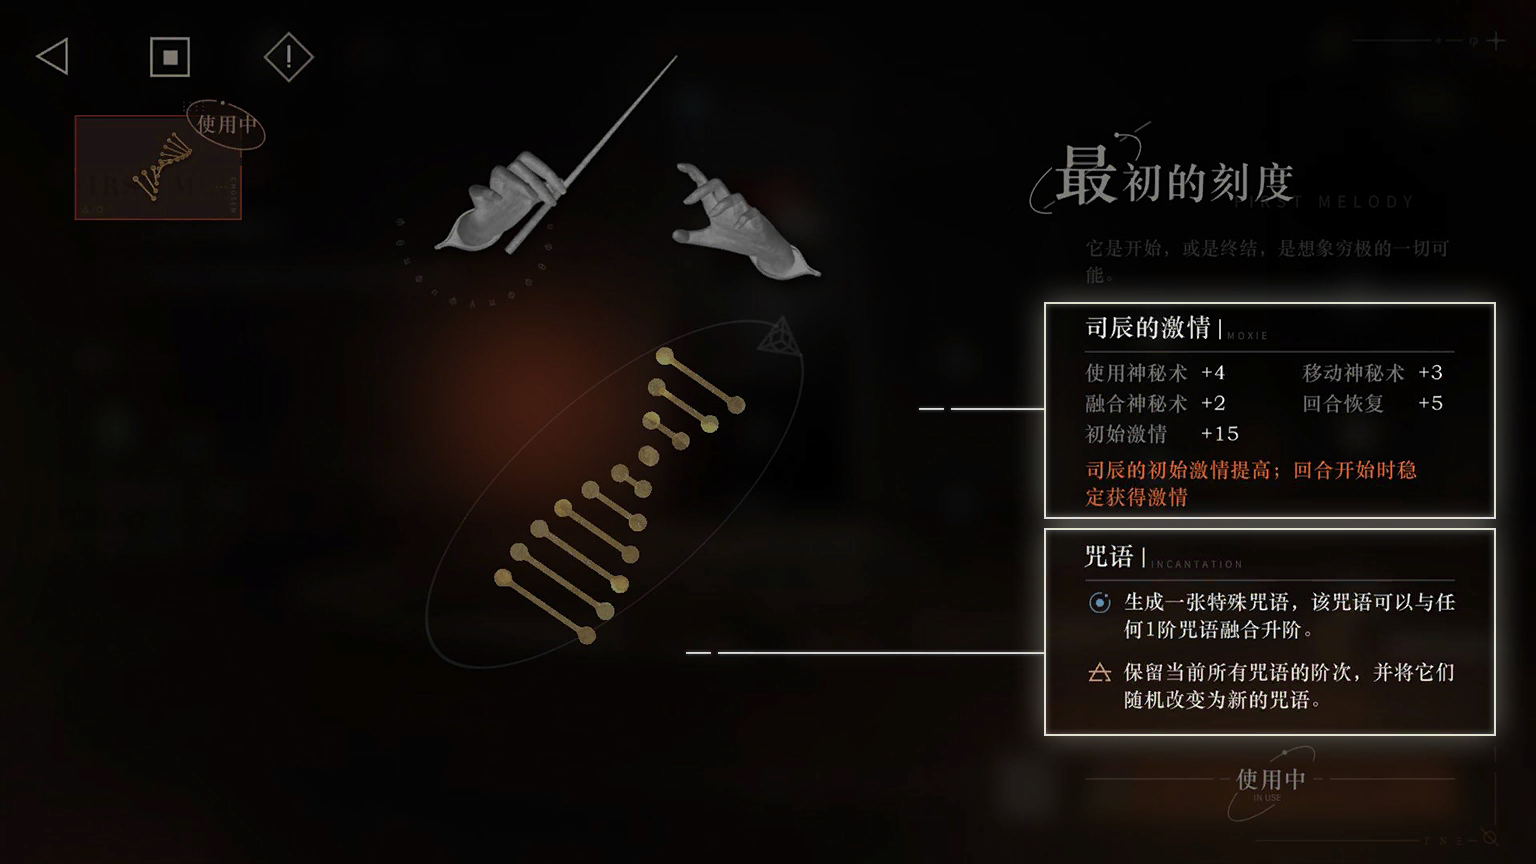 使用中
最初的刻度
FIRST MELODY
它是开始，或是终结，是想象穷极的一切可
能。
司辰的激情 | MOXIE
使用神秘术 +4 移动神秘术 +3
融合神秘术 +2 回合恢复 +5
初始激情 +15
司辰的初始激情提高；回合开始时稳
定获得激情
咒语 | INCANTATION
生成一张特殊咒语，该咒语可以与任
何1阶咒语融合升阶。
保留当前所有咒语的阶次，并将它们
随机改变为新的咒语。
使用中
IN USE